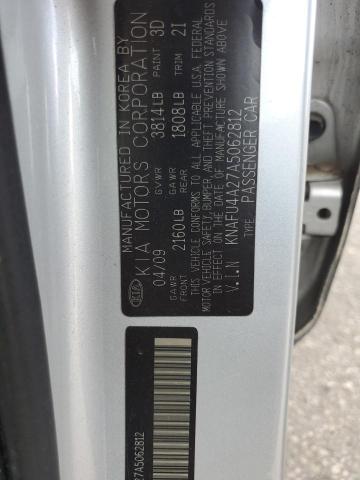 MANUFACTURED IN KOREA BY
KIA MOTORS CORPORATION
04/09 GVWR 3814LB PAINT 3D
GAWR FRONT 2160LB GAWR REAR 1808LB TRIM 2I
THIS VEHICLE CONFORMS TO ALL APPLICABLE U.S.A. FEDERAL
MOTOR VEHICLE SAFETY, BUMPER, AND THEFT PREVENTION STANDARDS
IN EFFECT ON THE DATE OF MANUFACTURE SHOWN ABOVE
V.I.N KNAFU4A27A5062812
TYPE: PASSENGER CAR
KIA
27A5062812